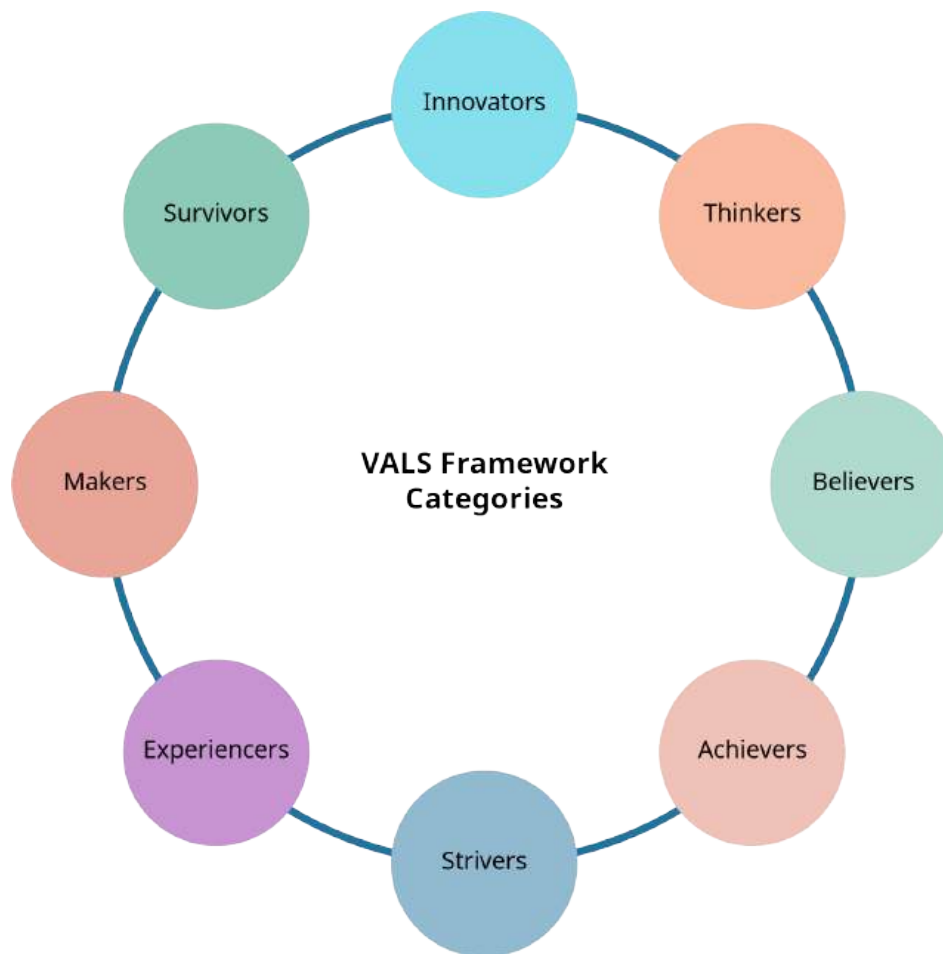 Innovators
Thinkers
Believers
Achievers
Strivers
Experiencers
Makers
Survivors
VALS Framework
Categories